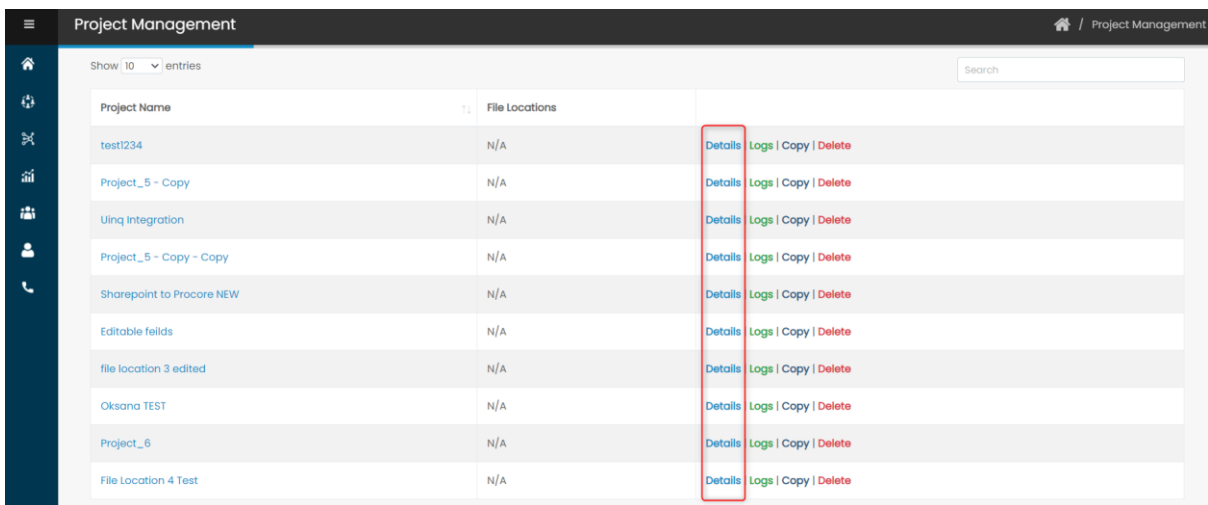 Project Management
/ Project Management
Show 10 entries
Search
Project Name File Locations
test1234 N/A Details | Logs | Copy | Delete
Project_5 - Copy N/A Details | Logs | Copy | Delete
Uinq Integration N/A Details | Logs | Copy | Delete
Project_5 - Copy - Copy N/A Details | Logs | Copy | Delete
Sharepoint to Procore NEW N/A Details | Logs | Copy | Delete
Editable feilds N/A Details | Logs | Copy | Delete
file location 3 edited N/A Details | Logs | Copy | Delete
Oksana TEST N/A Details | Logs | Copy | Delete
Project_6 N/A Details | Logs | Copy | Delete
File Location 4 Test N/A Details | Logs | Copy | Delete